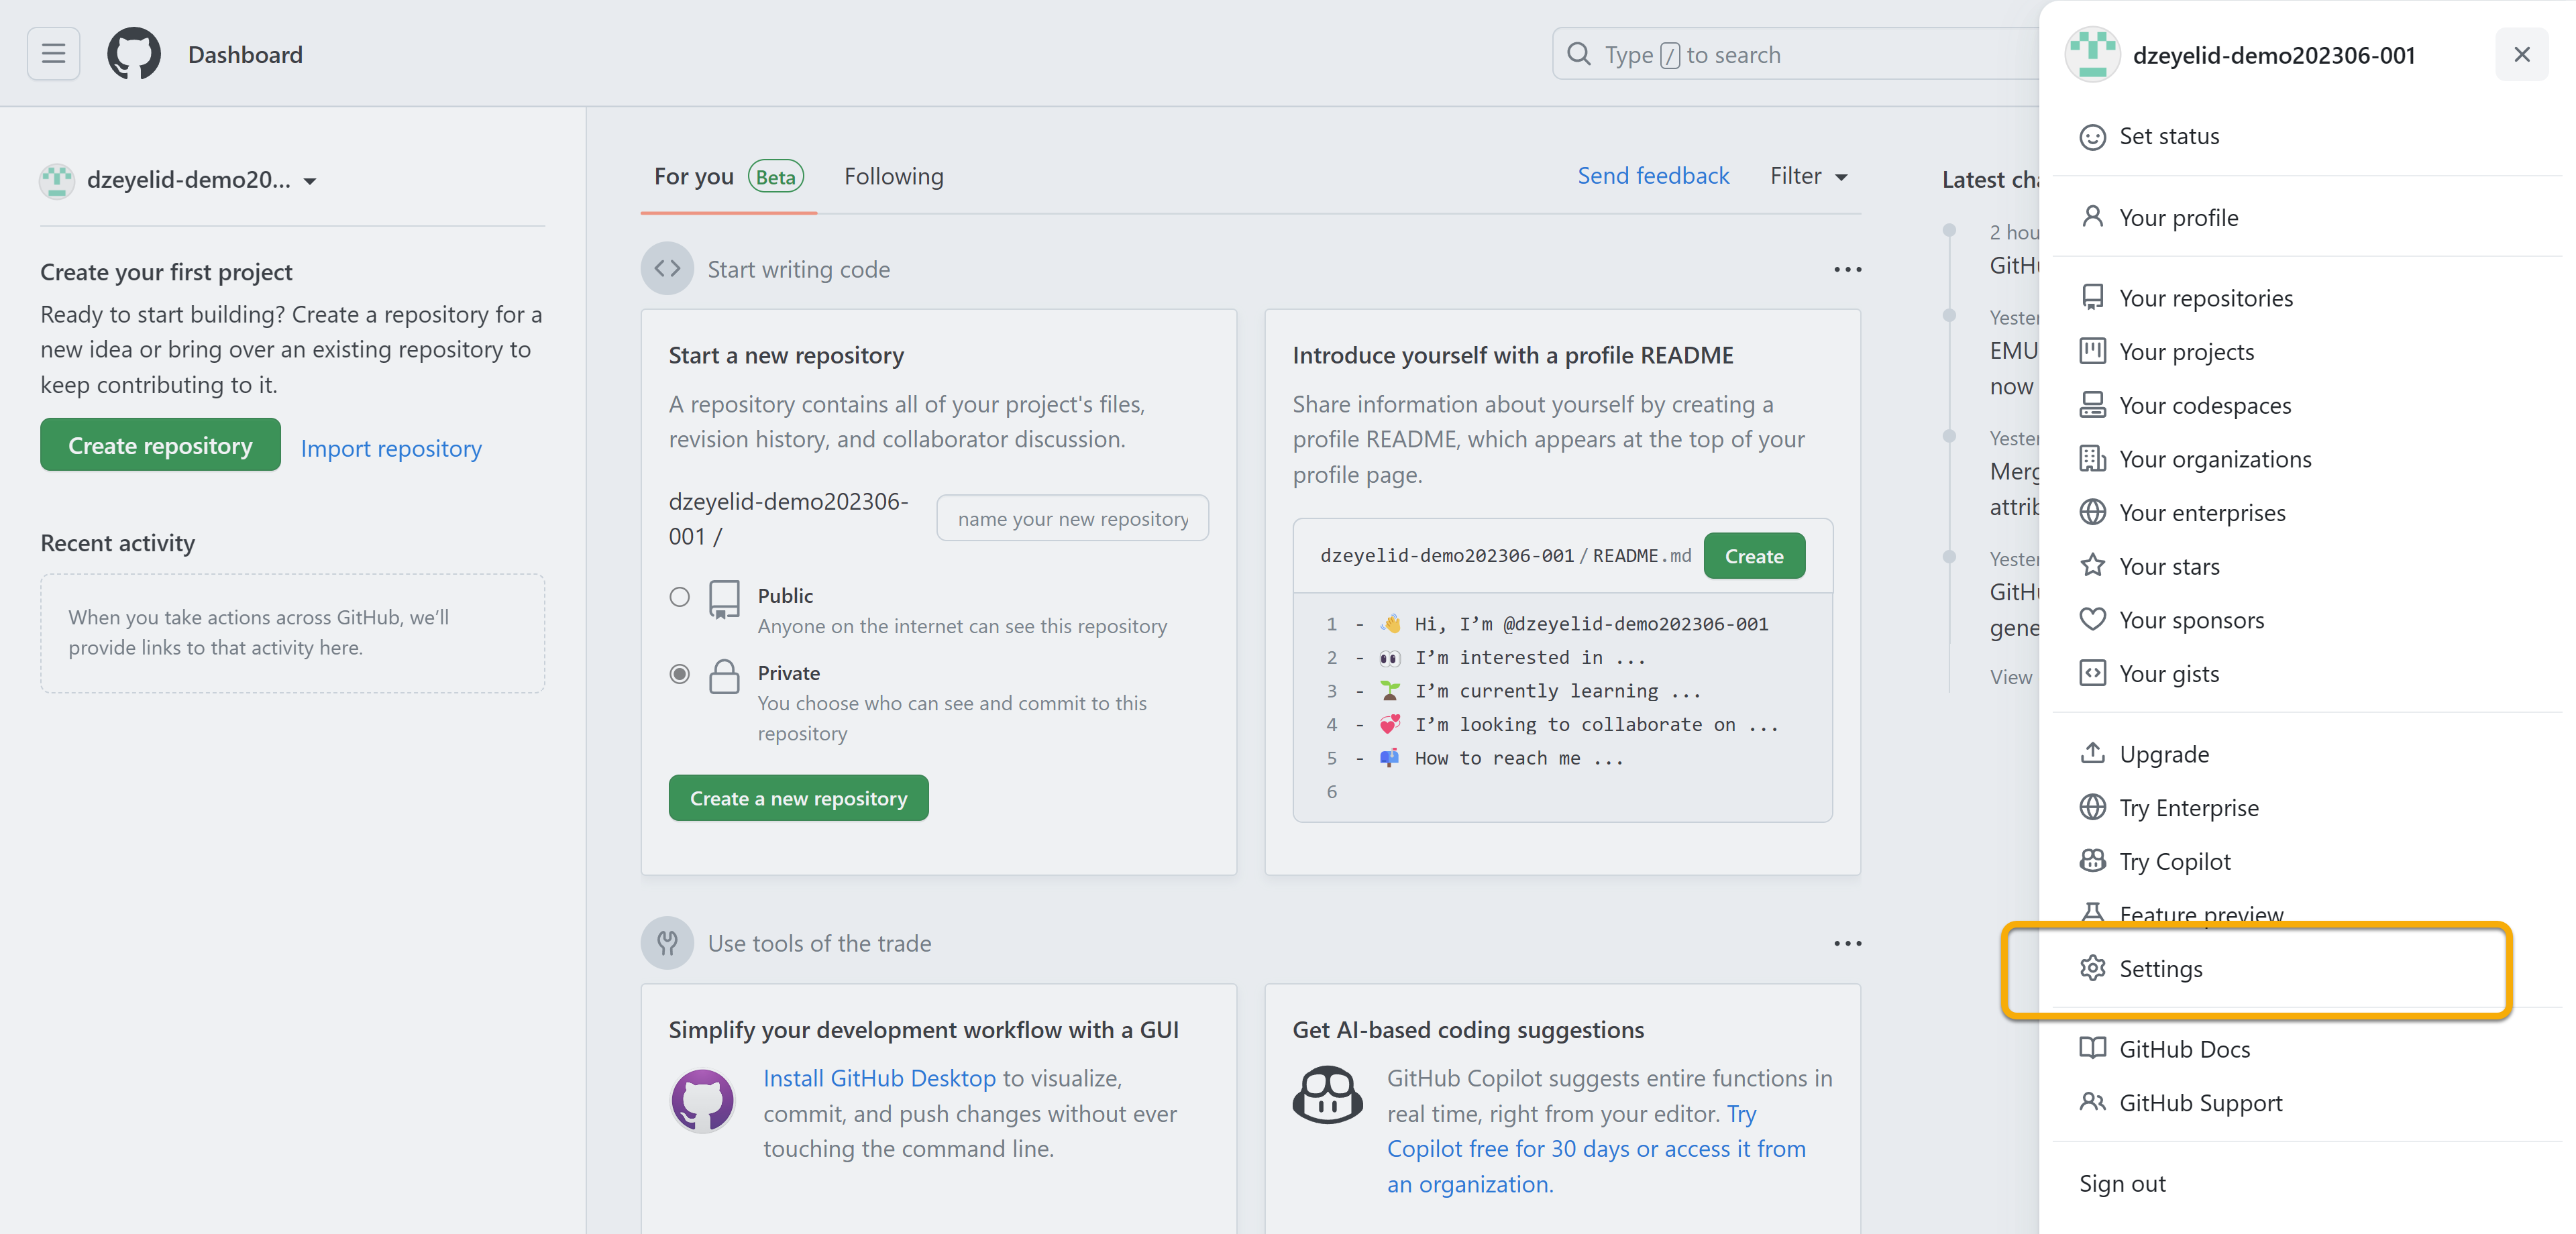 Dashboard
Type / to search
dzeyelid-demo20...
Create your first project
Ready to start building? Create a repository for a
new idea or bring over an existing repository to
keep contributing to it.
Create repository
Import repository
Recent activity
When you take actions across GitHub, we’ll
provide links to that activity here.
For you Beta
Following
Send feedback
Filter
Start writing code
Start a new repository
A repository contains all of your project's files,
revision history, and collaborator discussion.
dzeyelid-demo202306-
001 /
name your new repository
Public
Anyone on the internet can see this repository
Private
You choose who can see and commit to this
repository
Create a new repository
Introduce yourself with a profile README
Share information about yourself by creating a
profile README, which appears at the top of your
profile page.
dzeyelid-demo202306-001 / README.md
Create
1 - 👋 Hi, I’m @dzeyelid-demo202306-001
2 - 👀 I’m interested in ...
3 - 🌱 I’m currently learning ...
4 - 💞️ I’m looking to collaborate on ...
5 - 📫 How to reach me ...
6
Use tools of the trade
Simplify your development workflow with a GUI
Install GitHub Desktop to visualize,
commit, and push changes without ever
touching the command line.
Get AI-based coding suggestions
GitHub Copilot suggests entire functions in
real time, right from your editor. Try
Copilot free for 30 days or access it from
an organization.
Latest
2
EMU
now
View
dzeyelid-demo202306-001
Set status
Your profile
Your repositories
Your projects
Your codespaces
Your organizations
Your enterprises
Your stars
Your sponsors
Your gists
Upgrade
Try Enterprise
Try Copilot
Feature preview
Settings
GitHub Docs
GitHub Support
Sign out